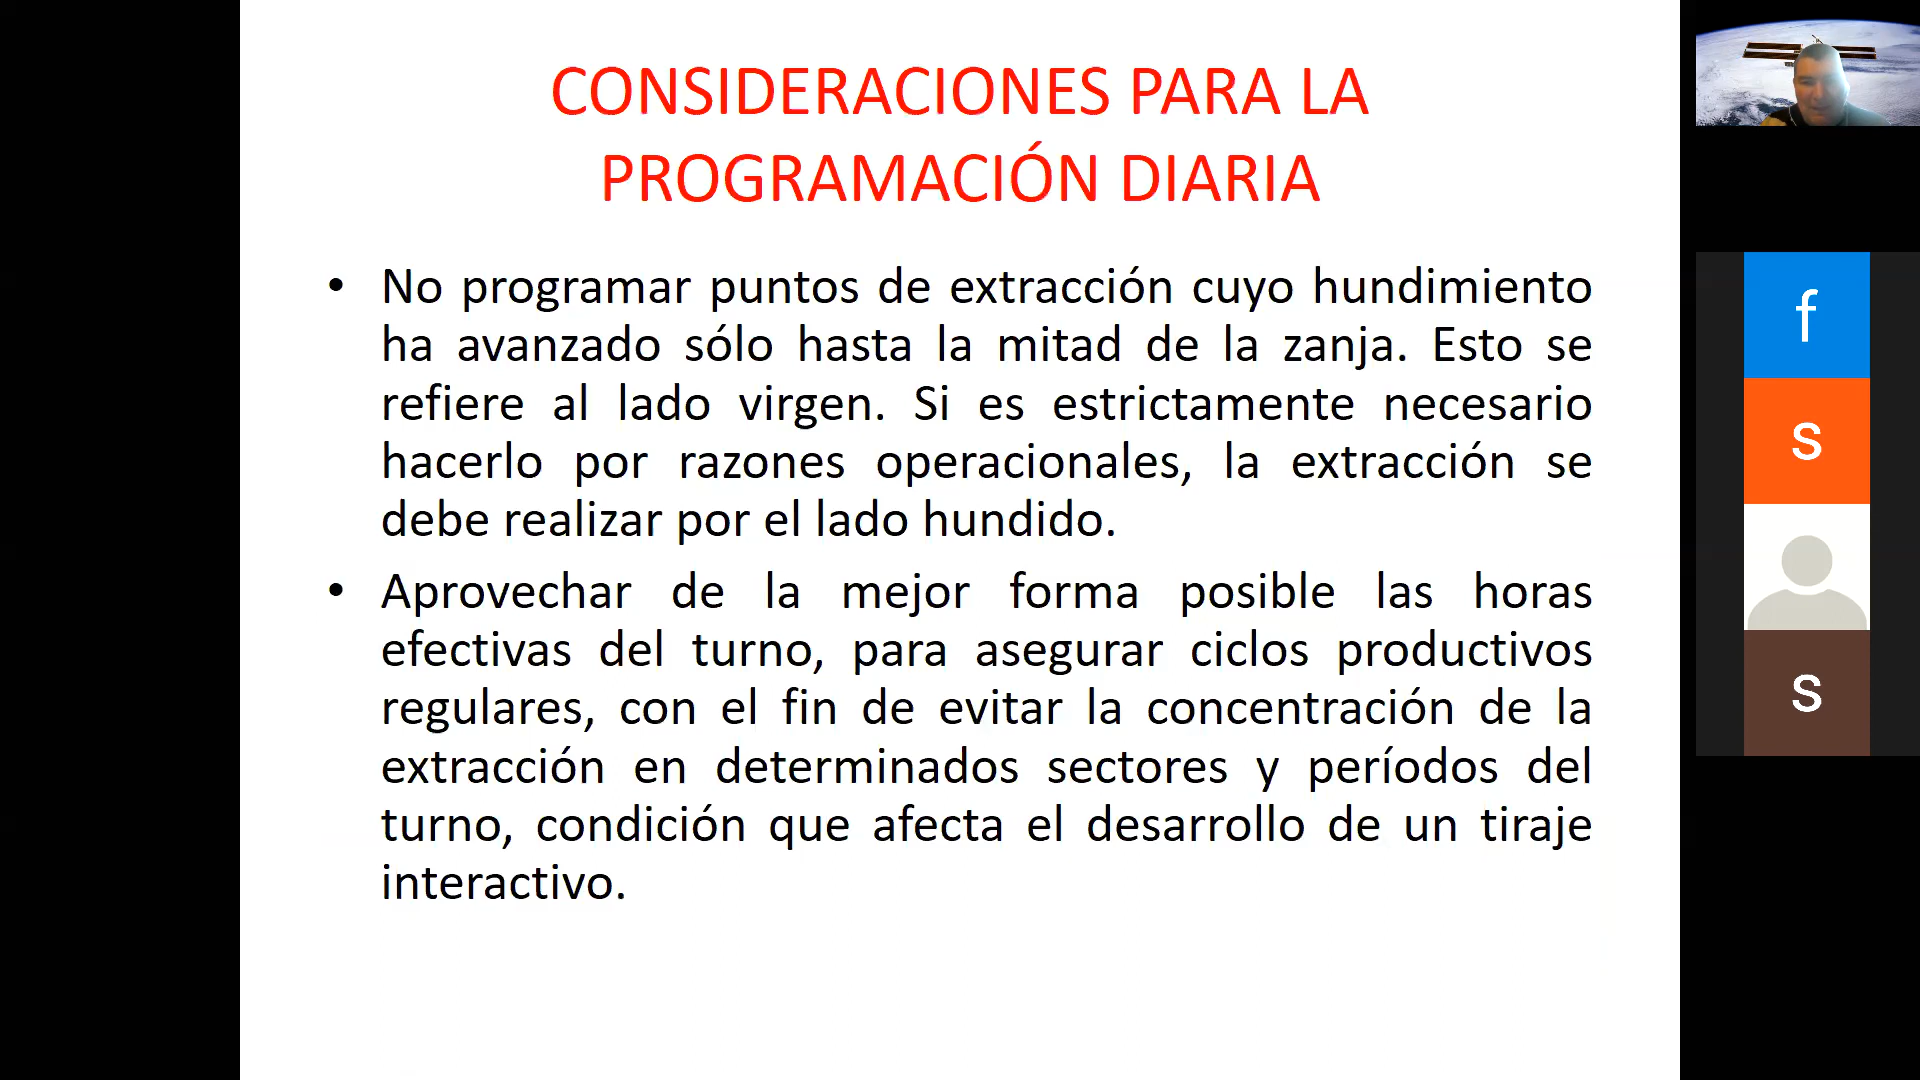 CONSIDERACIONES PARA LA
PROGRAMACIÓN DIARIA
• No programar puntos de extracción cuyo hundimiento
ha avanzado sólo hasta la mitad de la zanja. Esto se
refiere al lado virgen. Si es estrictamente necesario
hacerlo por razones operacionales, la extracción se
debe realizar por el lado hundido.
• Aprovechar de la mejor forma posible las horas
efectivas del turno, para asegurar ciclos productivos
regulares, con el fin de evitar la concentración de la
extracción en determinados sectores y períodos del
turno, condición que afecta el desarrollo de un tiraje
interactivo.
f
s
s